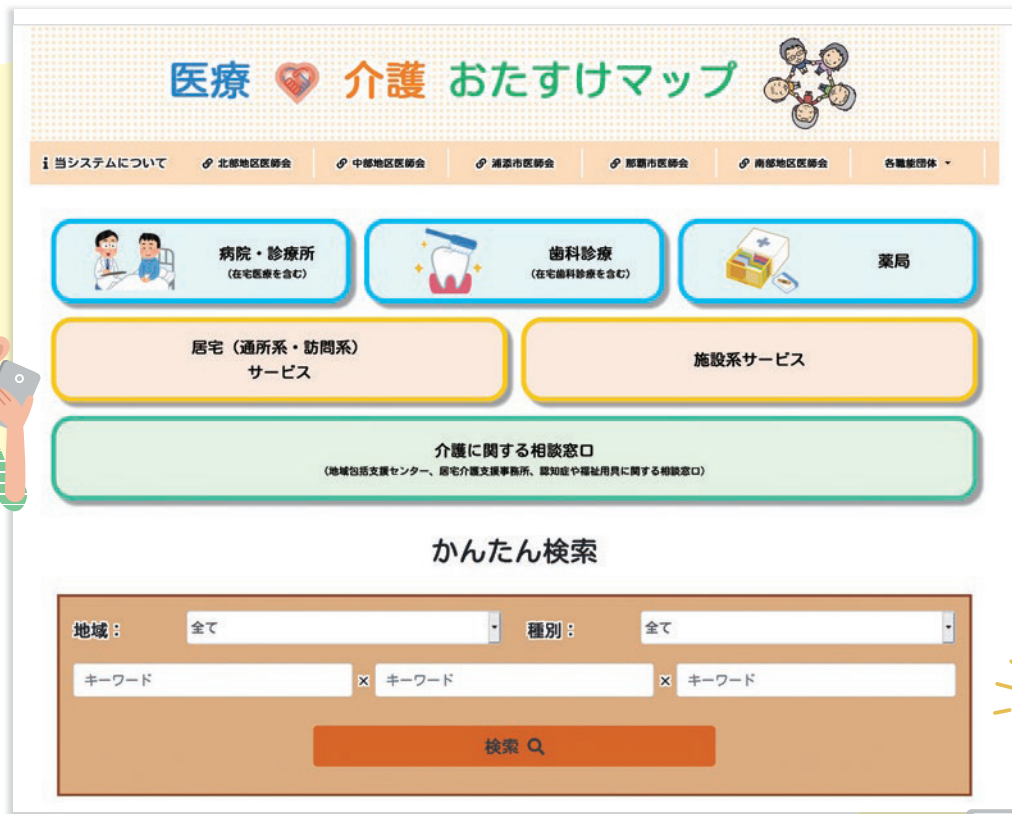 医療 介護 おたすけマップ
当システムについて 北部地区医師会 中部地区医師会 浦添市医師会 那覇市医師会 南部地区医師会 各職能団体
病院・診療所
(在宅医療を含む)
歯科診療
(在宅歯科診療を含む)
薬局
居宅(通所系・訪問系)
サービス
施設系サービス
介護に関する相談窓口
(地域包括支援センター、居宅介護支援事務所、認知症や福祉用具に関する相談窓口)
かんたん検索
地域: 全て 種別: 全て
キーワード × キーワード × キーワード
検索